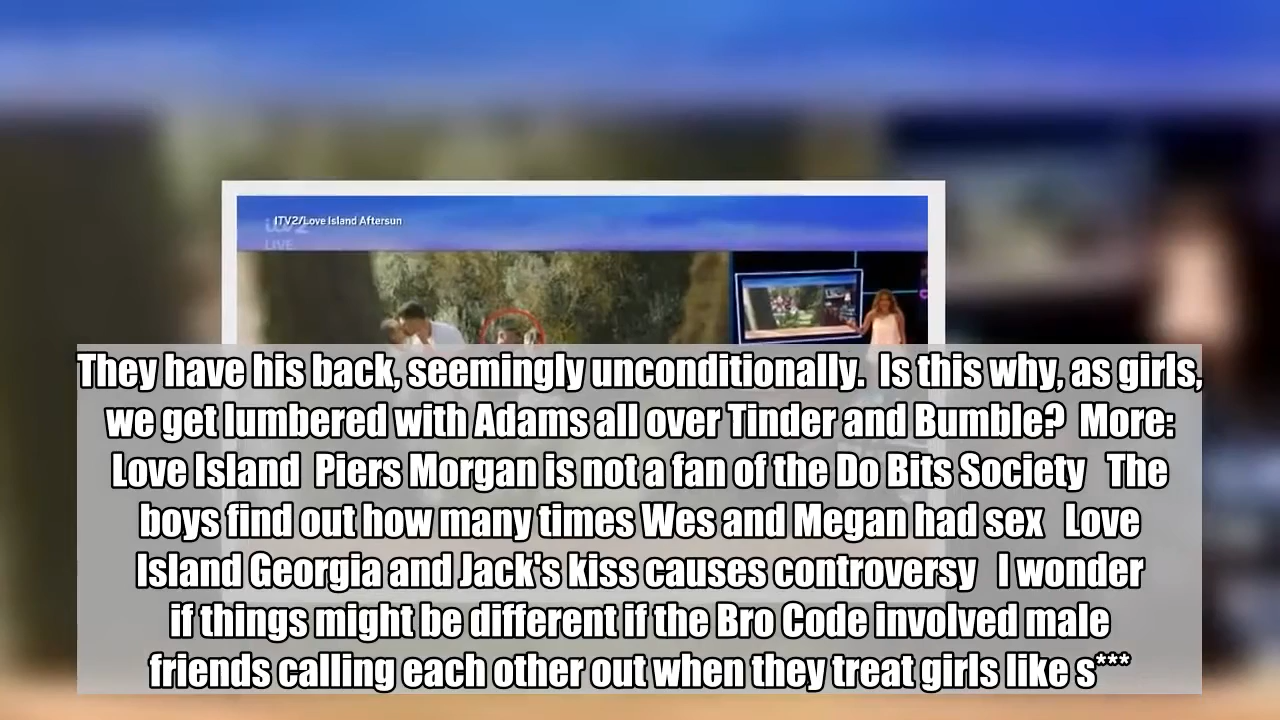 ITV2/Love Island Aftersun
itv2
LIVE
They have his back, seemingly unconditionally.  Is this why, as girls,
we get lumbered with Adams all over Tinder and Bumble?  More:
Love Island  Piers Morgan is not a fan of the Do Bits Society   The
boys find out how many times Wes and Megan had sex   Love
Island Georgia and Jack's kiss causes controversy   I wonder
if things might be different if the Bro Code involved male
friends calling each other out when they treat girls like s***